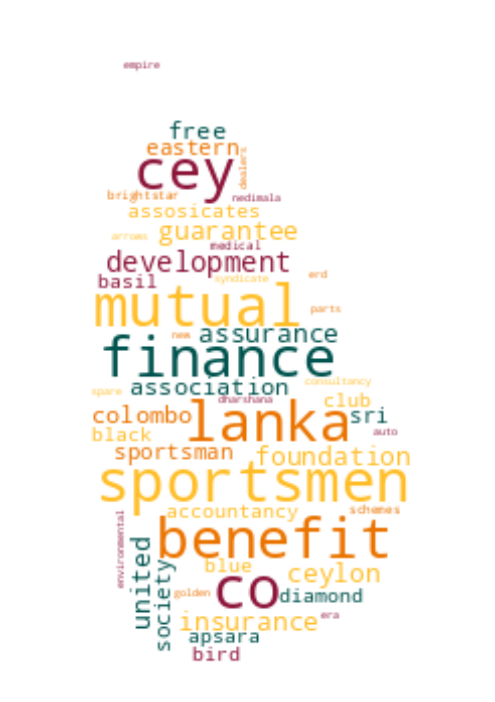 empire
free
eastern
dealers
cey
brightstar
nedimala
assosicates
arroms
guarantee
medical
development
erd
basil
syndicate
mutual
parts
new
assurance
finance
consultancy
association
spare
dharshana
club
colombo
lanka
sri
black
auto
sportsman
foundation
sportsmen
accountancy
schemes
environmental
benefit
united
society
blue
ceylon
golden
co
diamond
insurance
era
apsara
bird